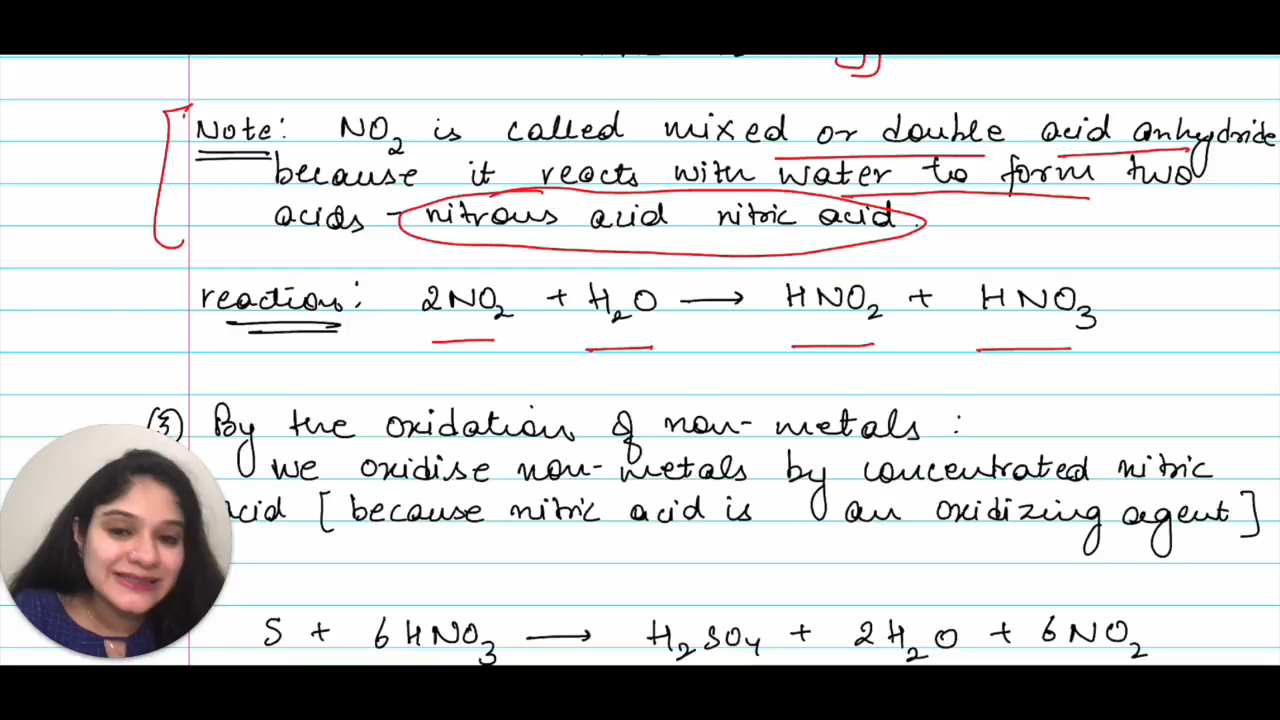 Note: NO2 is called mixed or double acid anhydride
because it reacts with water to form two
acids - nitrous acid nitric acid.
reaction: 2NO2 + H2O → HNO2 + HNO3
(3) By the oxidation of non-metals :
we oxidise non-metals by concentrated nitric
acid [because nitric acid is an oxidizing agent]
S + 6HNO3 → H2SO4 + 2H2O + 6NO2